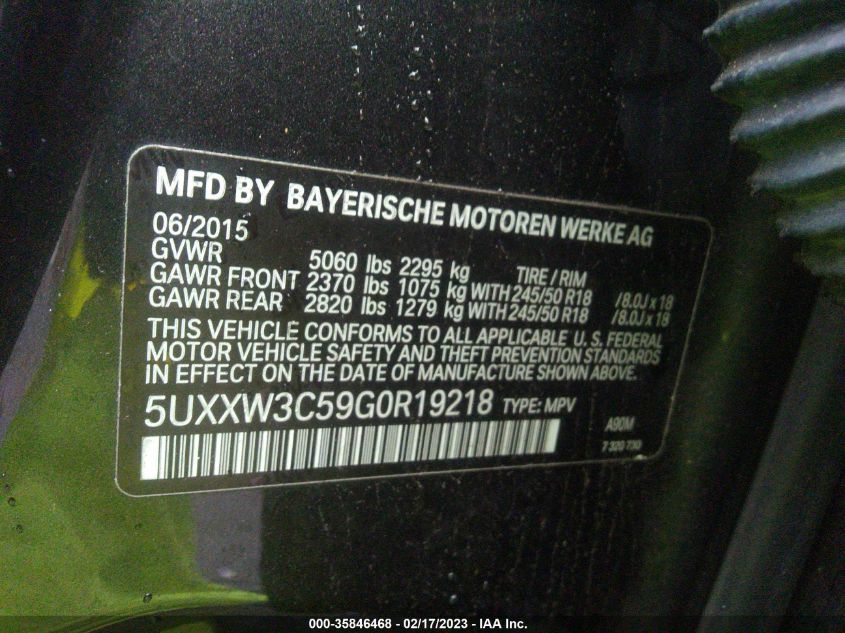 MFD BY BAYERISCHE MOTOREN WERKE AG
06/2015
GVWR 5060 lbs 2295 kg TIRE / RIM
GAWR FRONT 2370 lbs 1075 kg WITH 245/50 R18 /8.0J x 18
GAWR REAR 2820 lbs 1279 kg WITH 245/50 R18 /8.0J x 18
THIS VEHICLE CONFORMS TO ALL APPLICABLE U.S. FEDERAL
MOTOR VEHICLE SAFETY AND THEFT PREVENTION STANDARDS
IN EFFECT ON THE DATE OF MANUFACTURE SHOWN ABOVE.
5UXXW3C59G0R19218 TYPE: MPV A90M
7 320 730
000-35846468 - 02/17/2023 - IAA Inc.